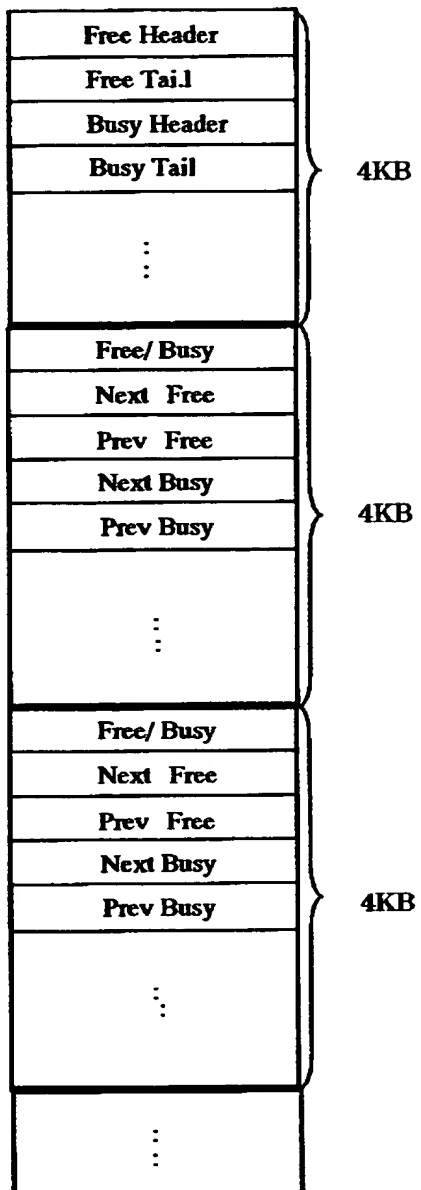 Free Header
Free Tai.l
Busy Header
Busy Tail
4KB
Free/ Busy
Next Free
Prev Free
Next Busy
Prev Busy
4KB
Free/ Busy
Next Free
Prev Free
Next Busy
Prev Busy
4KB